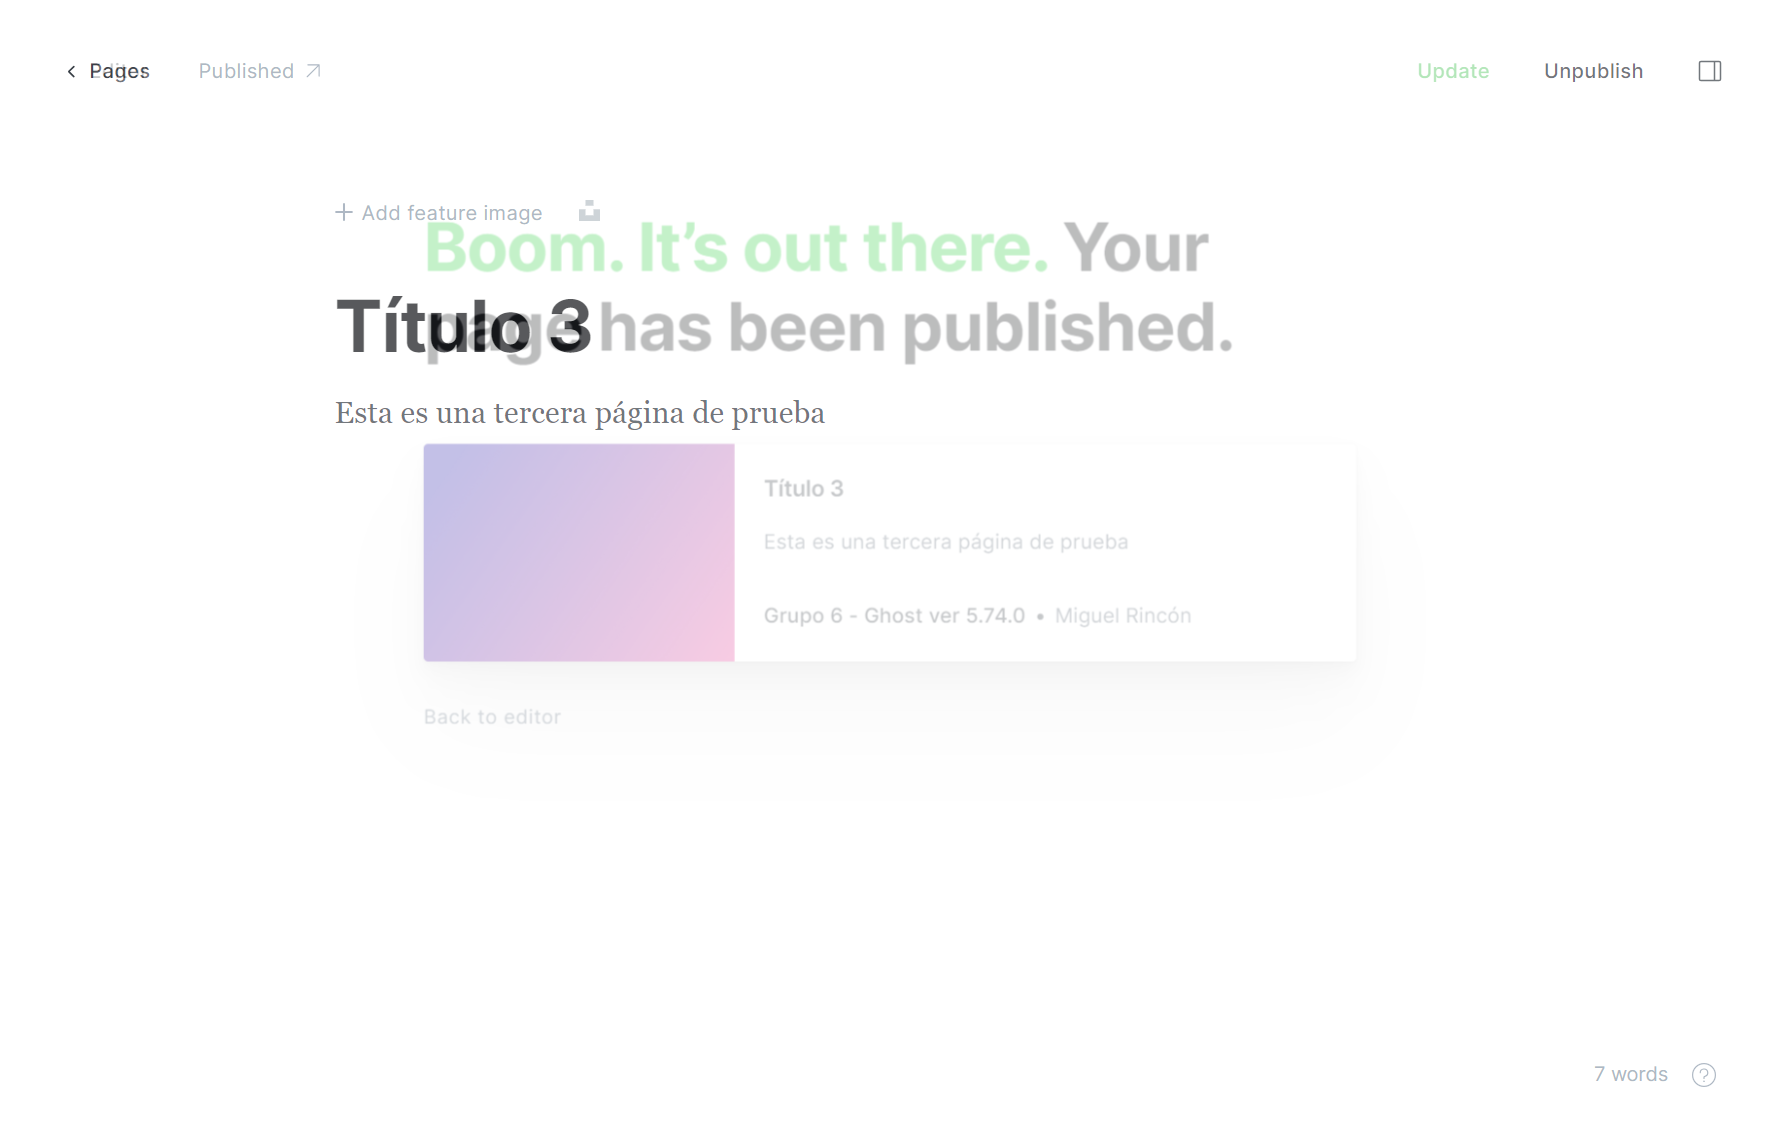 Pages
Published
Update
Unpublish
Add feature image
Boom. It's out there. Your
page has been published.
Título 3
Esta es una tercera página de prueba
Título 3
Esta es una tercera página de prueba
Grupo 6 - Ghost ver 5.74.0 • Miguel Rincón
Back to editor
7 words